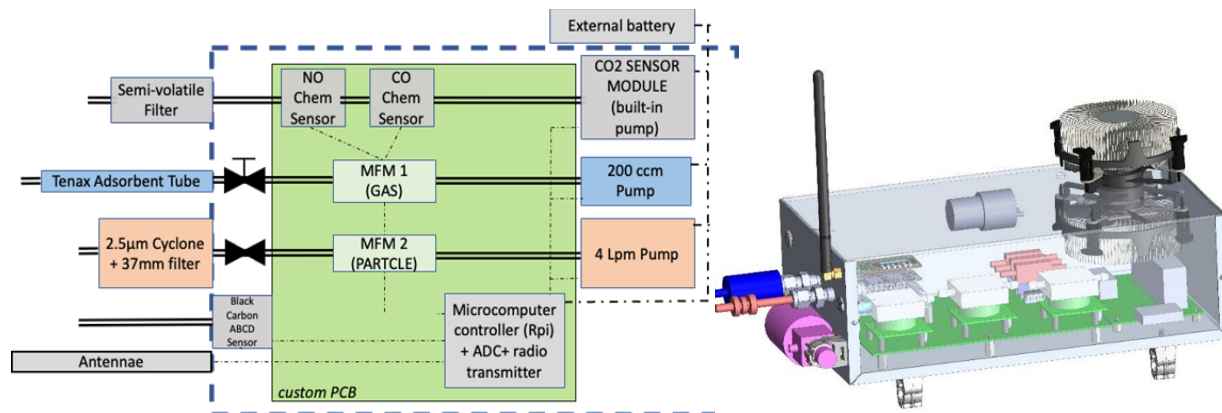 External battery
Semi-volatile
Filter
NO
Chem
Sensor
CO
Chem
Sensor
CO2 SENSOR
MODULE
(built-in
pump)
Tenax Adsorbent Tube
MFM 1
(GAS)
200 ccm
Pump
2.5µm Cyclone
+ 37mm filter
MFM 2
(PARTCLE)
4 Lpm Pump
Black
Carbon
ABCD
Sensor
Microcomputer
controller (Rpi)
+ ADC+ radio
transmitter
Antennae
custom PCB